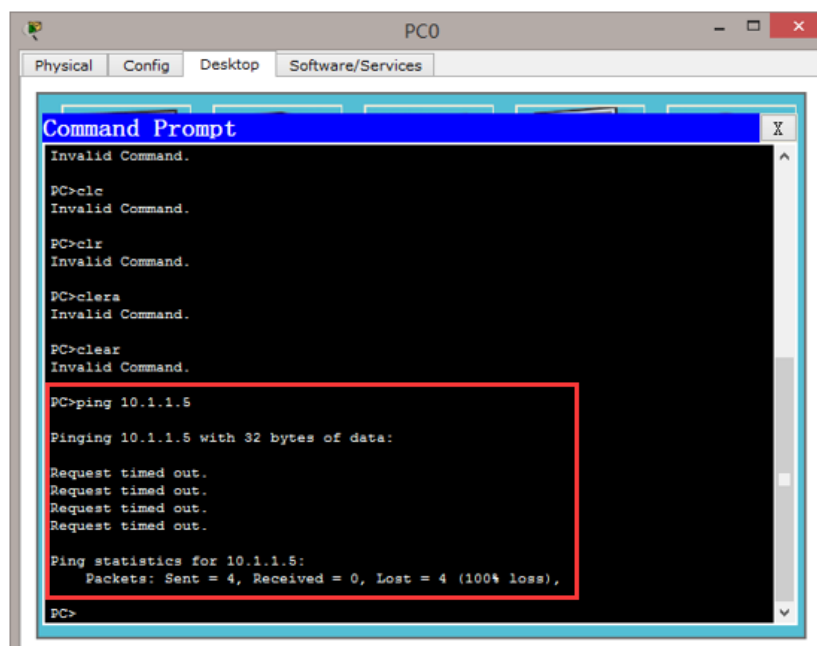 PC0
Physical Config Desktop Software/Services
Command Prompt X
Invalid Command.
PC>clc
Invalid Command.
PC>clr
Invalid Command.
PC>clera
Invalid Command.
PC>clear
Invalid Command.
PC>ping 10.1.1.5
Pinging 10.1.1.5 with 32 bytes of data:
Request timed out.
Request timed out.
Request timed out.
Request timed out.
Ping statistics for 10.1.1.5:
Packets: Sent = 4, Received = 0, Lost = 4 (100% loss),
PC>